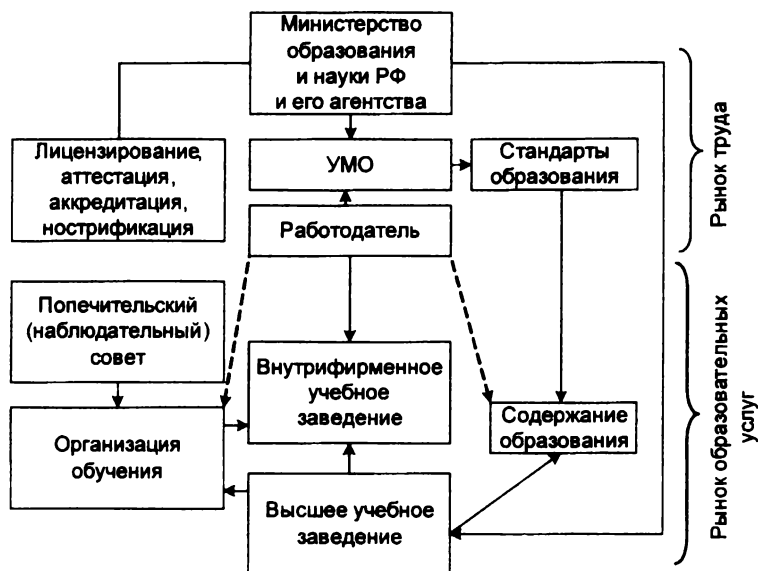 Министерство
образования
и науки РФ
и его агентства
Лицензирование,
аттестация,
аккредитация,
нострификация
УМО
Стандарты
образования
Рынок труда
Работодатель
Попечительский
(наблюдательный)
совет
Внутрифирменное
учебное
заведение
Содержание
образования
Рынок образовательных
услуг
Организация
обучения
Высшее учебное
заведение